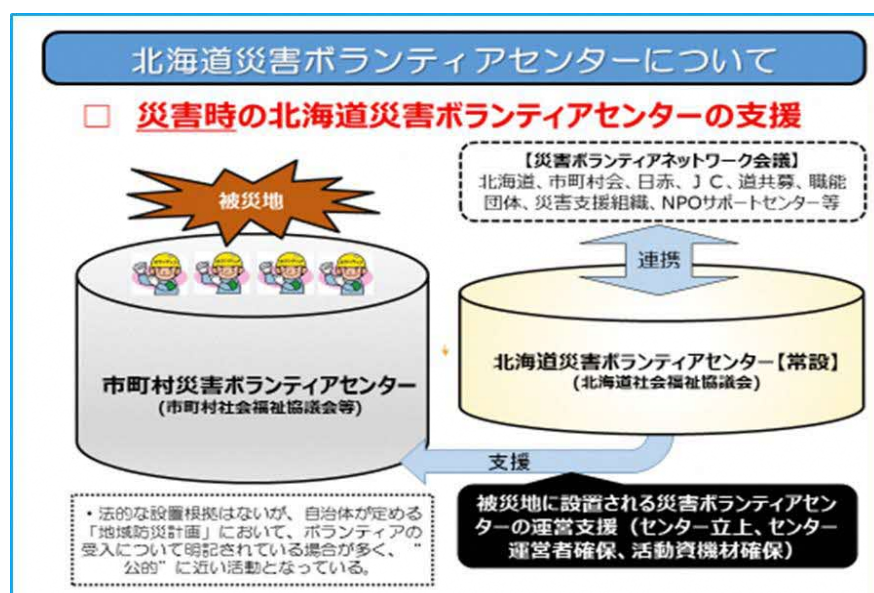 北海道災害ボランティアセンターについて
□ 災害時の北海道災害ボランティアセンターの支援
【災害ボランティアネットワーク会議】
北海道、市町村会、日赤、ＪＣ、道共募、職能
団体、災害支援組織、NPOサポートセンター等
被災地
連携
市町村災害ボランティアセンター
(市町村社会福祉協議会等)
北海道災害ボランティアセンター【常設】
(北海道社会福祉協議会)
支援
・法的な設置根拠はないが、自治体が定める
「地域防災計画」において、ボランティアの
受入について明記されている場合が多く、“
公的”に近い活動となっている。
被災地に設置される災害ボランティアセン
ターの運営支援（センター立上、センター
運営者確保、活動資機材確保）